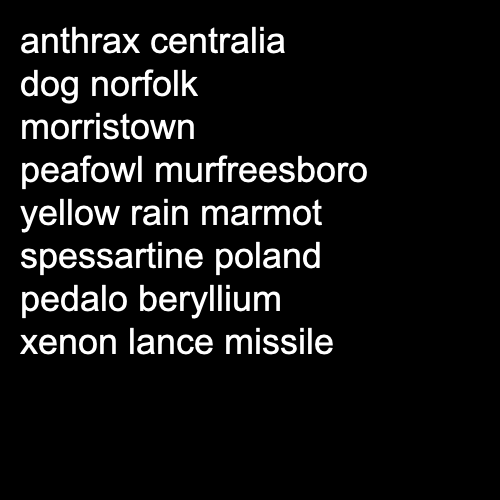 anthrax centralia
dog norfolk
morristown
peafowl murfreesboro
yellow rain marmot
spessartine poland
pedalo beryllium
xenon lance missile